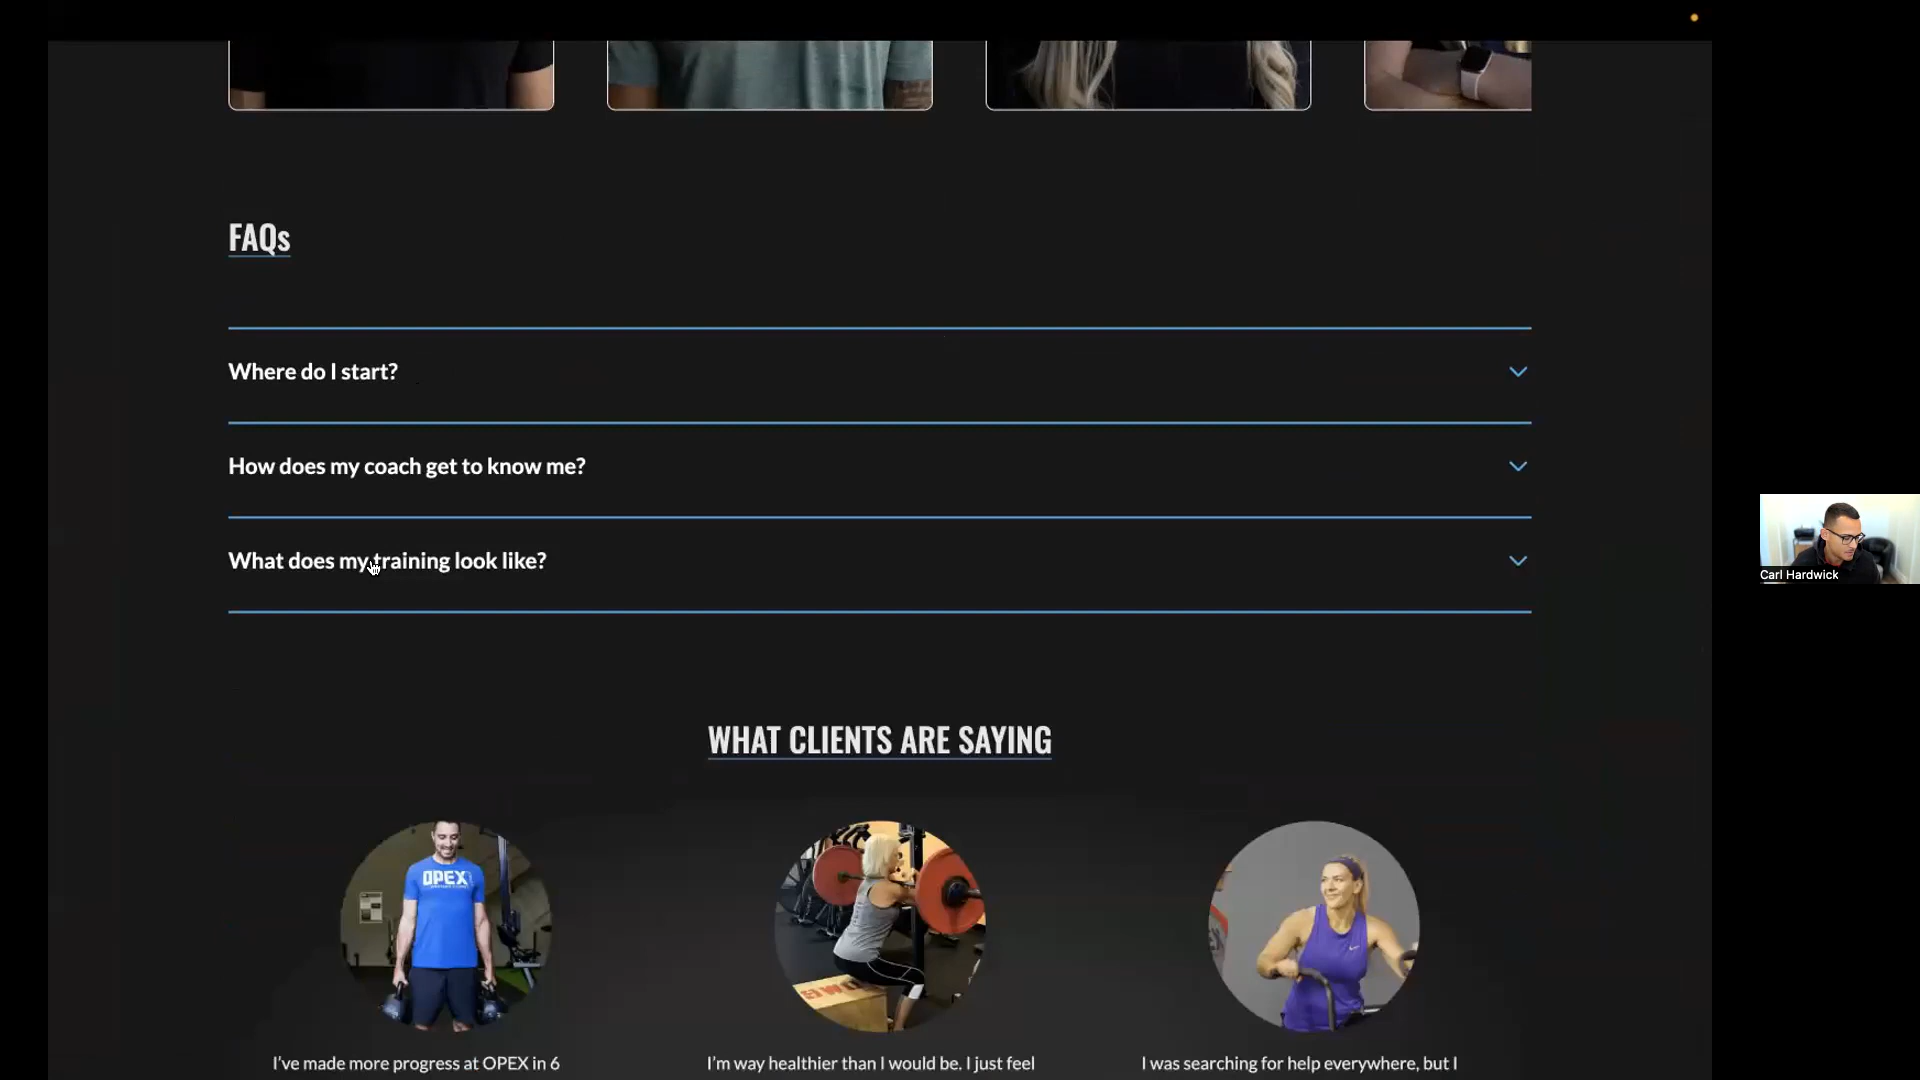 FAQs
Where do I start?
How does my coach get to know me?
What does my training look like?
Carl Hardwick
WHAT CLIENTS ARE SAYING
OPEX
I've made more progress at OPEX in 6
I'm way healthier than I would be. I just feel
I was searching for help everywhere, but I